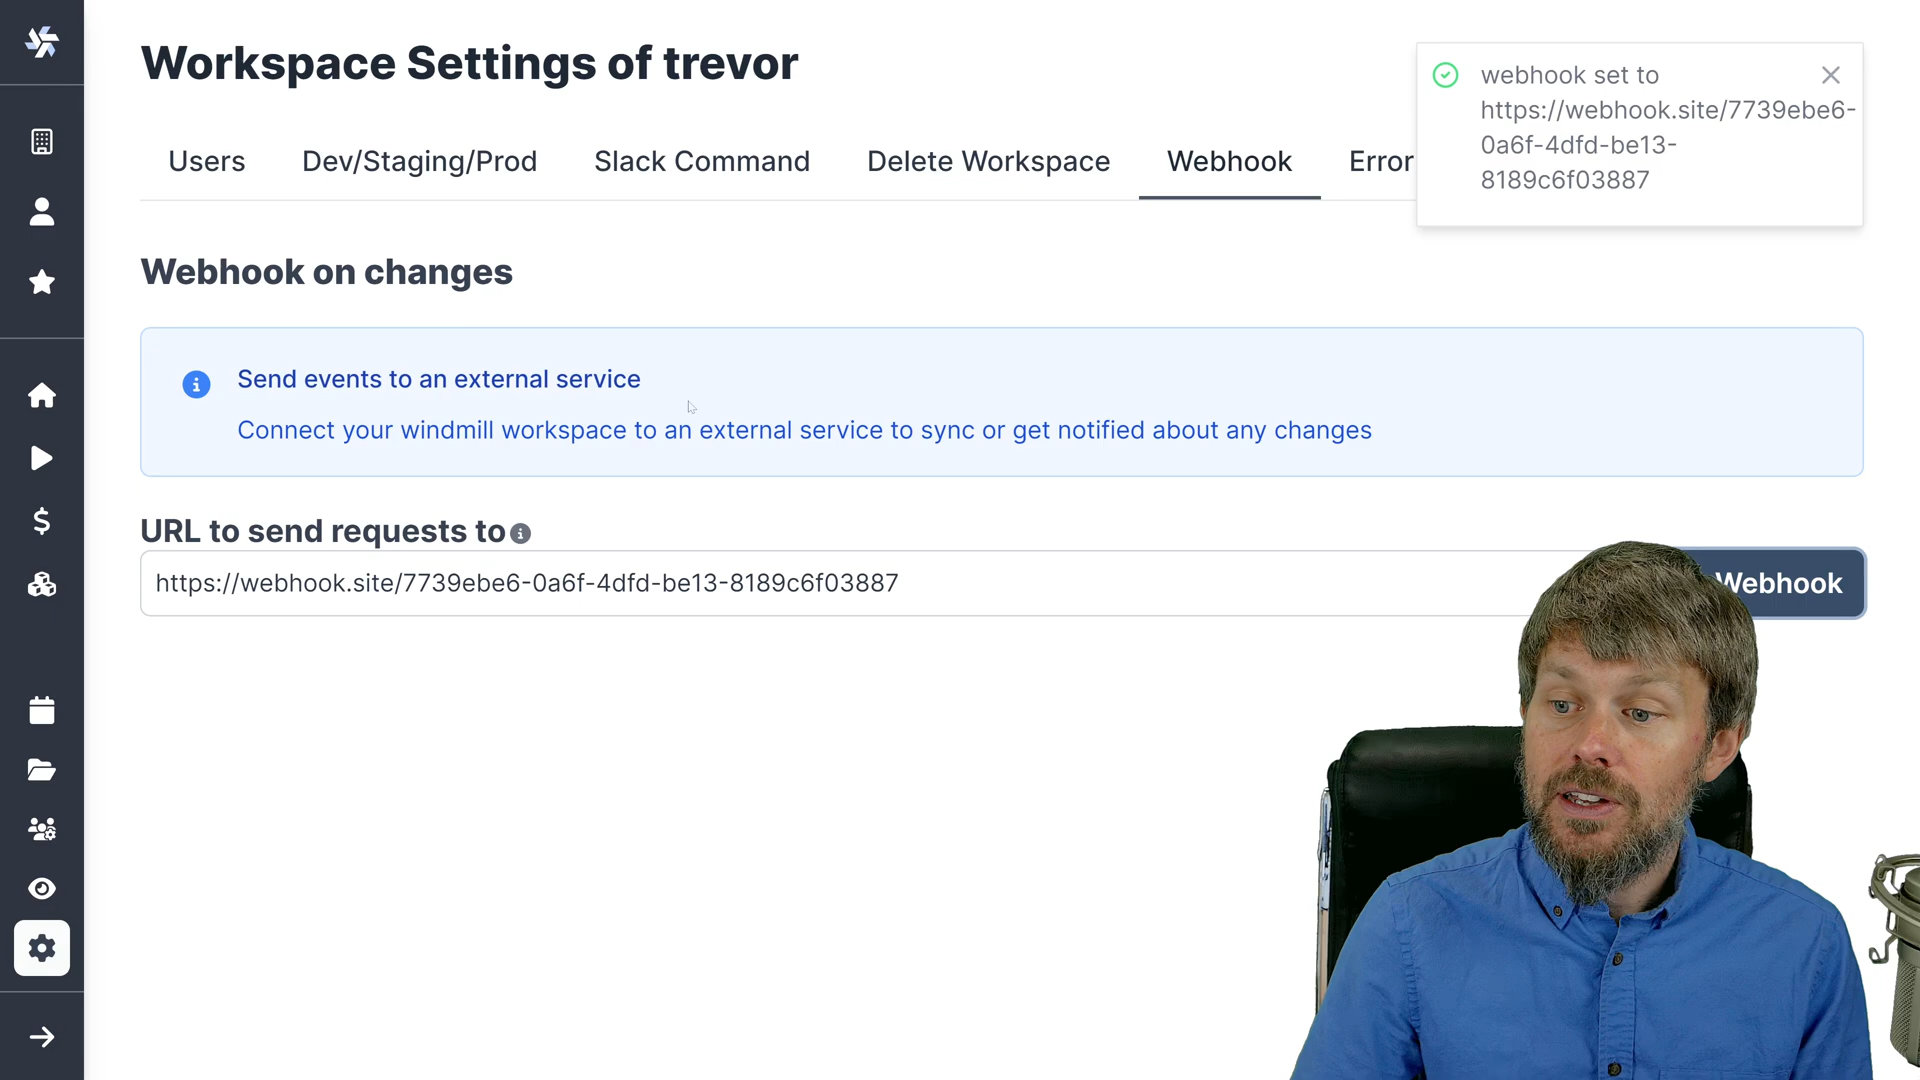 Workspace Settings of trevor
webhook set to
https://webhook.site/7739ebe6-
0a6f-4dfd-be13-
8189c6f03887
Users Dev/Staging/Prod Slack Command Delete Workspace Webhook Error
Webhook on changes
Send events to an external service
Connect your windmill workspace to an external service to sync or get notified about any changes
URL to send requests to
https://webhook.site/7739ebe6-0a6f-4dfd-be13-8189c6f03887
Webhook